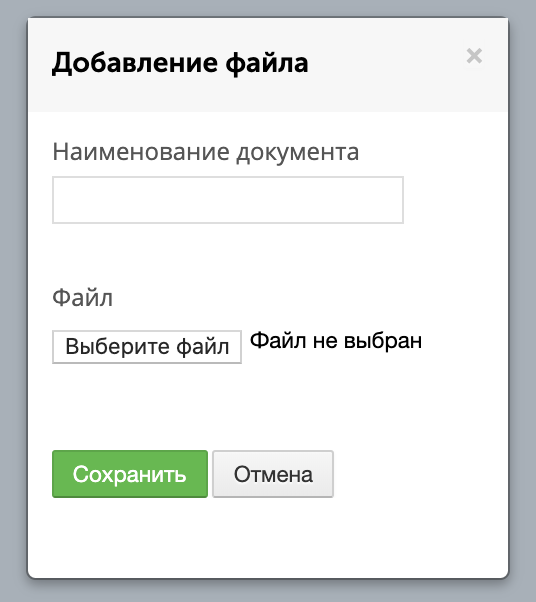 Добавление файла ×
Наименование документа
Файл
Выберите файл Файл не выбран
Сохранить Отмена